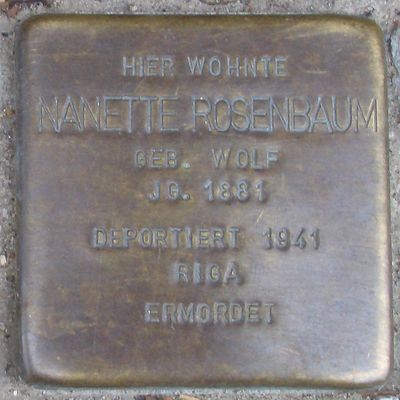 HIER WOHNTE
NANETTE ROSENBAUM
GEB. WOLF
JG. 1881
DEPORTIERT 1941
RIGA
ERMORDET